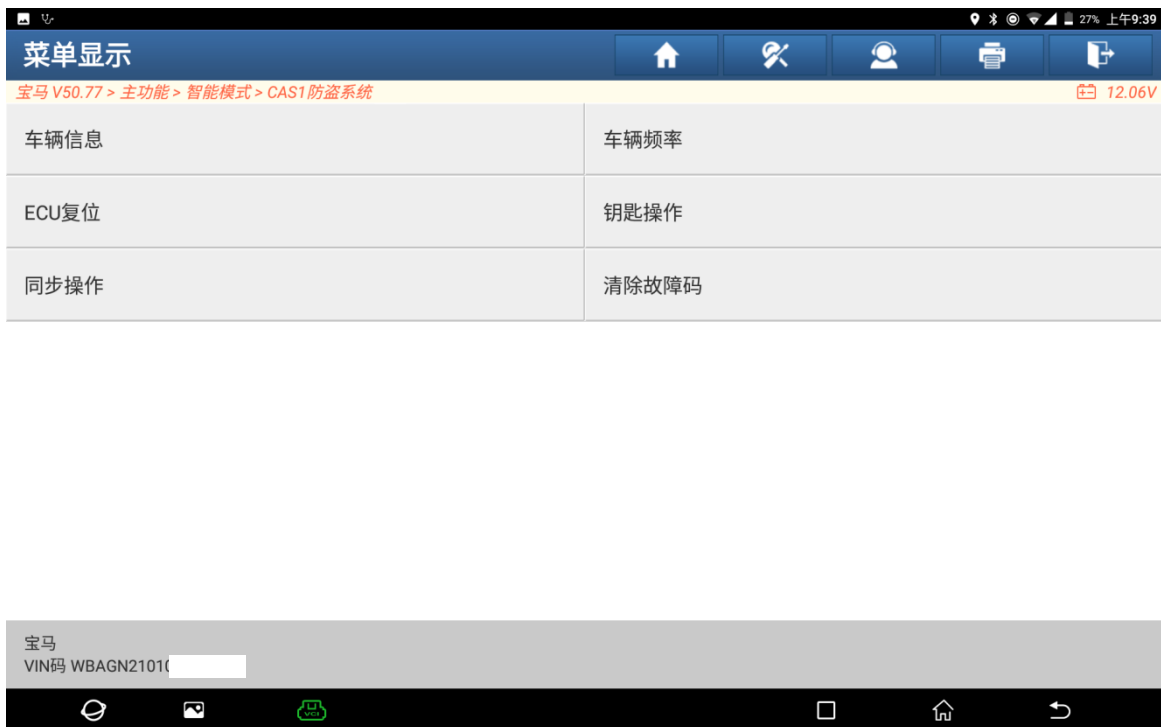 27% 上午9:39
菜单显示
宝马 V50.77 > 主功能 > 智能模式 > CAS1防盗系统 12.06V
车辆信息 车辆频率
ECU复位 钥匙操作
同步操作 清除故障码
宝马
VIN码 WBAGN21010
VCI